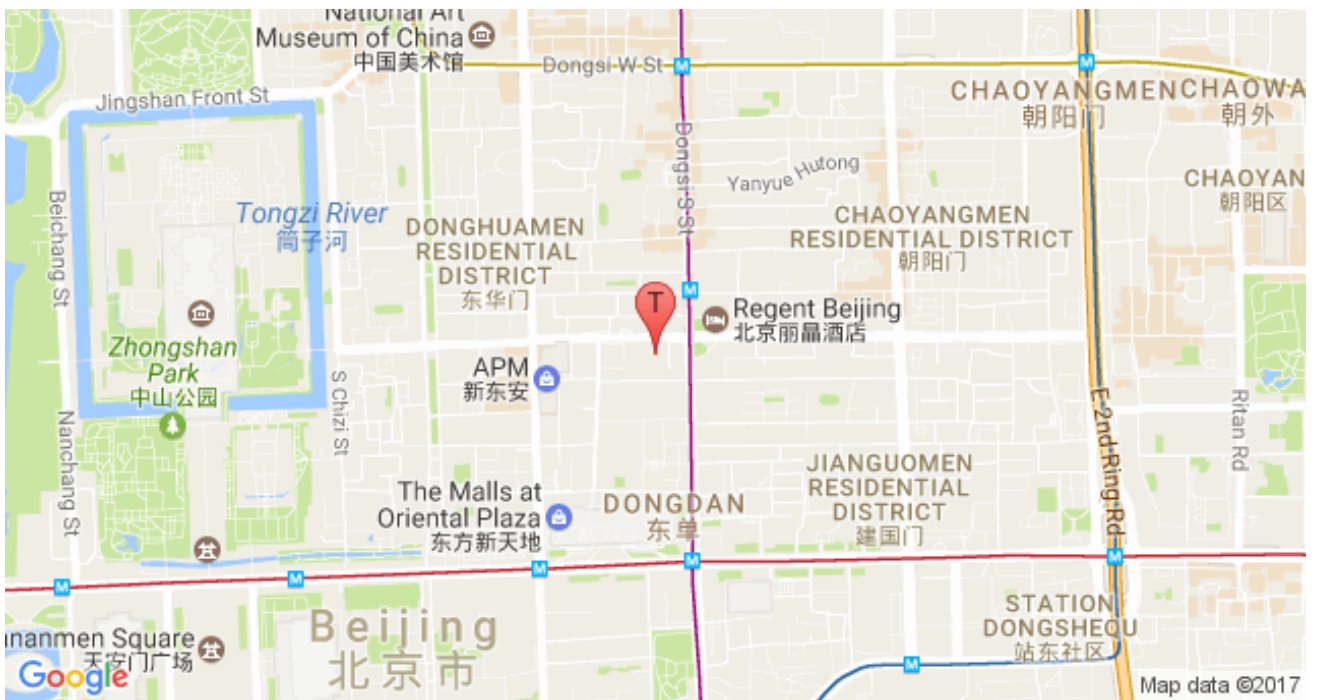 National Art
Museum of China
中国美术馆
Dongsi W St
CHAOYANGMEN
朝阳门
CHAOWA
朝外
Jingshan Front St
Dongsi S St
Yanyue Hutong
CHAOYAN
朝阳区
Beichang St
Tongzi River
筒子河
DONGHUAMEN
RESIDENTIAL
DISTRICT
东华门
CHAOYANGMEN
RESIDENTIAL DISTRICT
朝阳门
T
Regent Beijing
北京丽晶酒店
Zhongshan
Park
中山公园
APM
新东安
S Chizi St
E 2nd Ring Rd
Ritan Rd
Nanchang St
The Malls at
Oriental Plaza
东方新天地
DONGDAN
东单
JIANGUOMEN
RESIDENTIAL
DISTRICT
建国门
M
M
M
M
M
M
M
M
M
Beijing
北京市
STATION
DONGSHEQU
站东社区
nanmen Square
天安门广场
Google
Map data ©2017